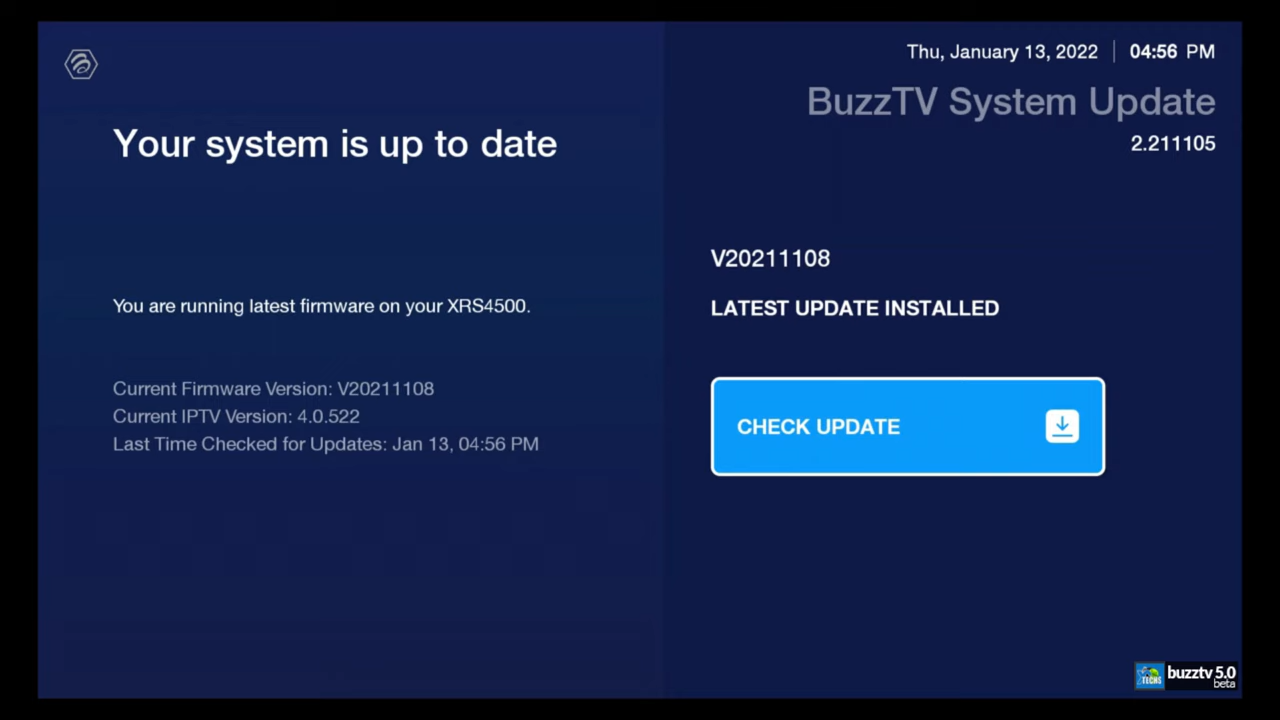 Thu, January 13, 2022 04:56 PM
BuzzTV System Update
2.211105
Your system is up to date
You are running latest firmware on your XRS4500.
Current Firmware Version: V20211108
Current IPTV Version: 4.0.522
Last Time Checked for Updates: Jan 13, 04:56 PM
V20211108
LATEST UPDATE INSTALLED
CHECK UPDATE
TECHS
buzztv 5.0
beta